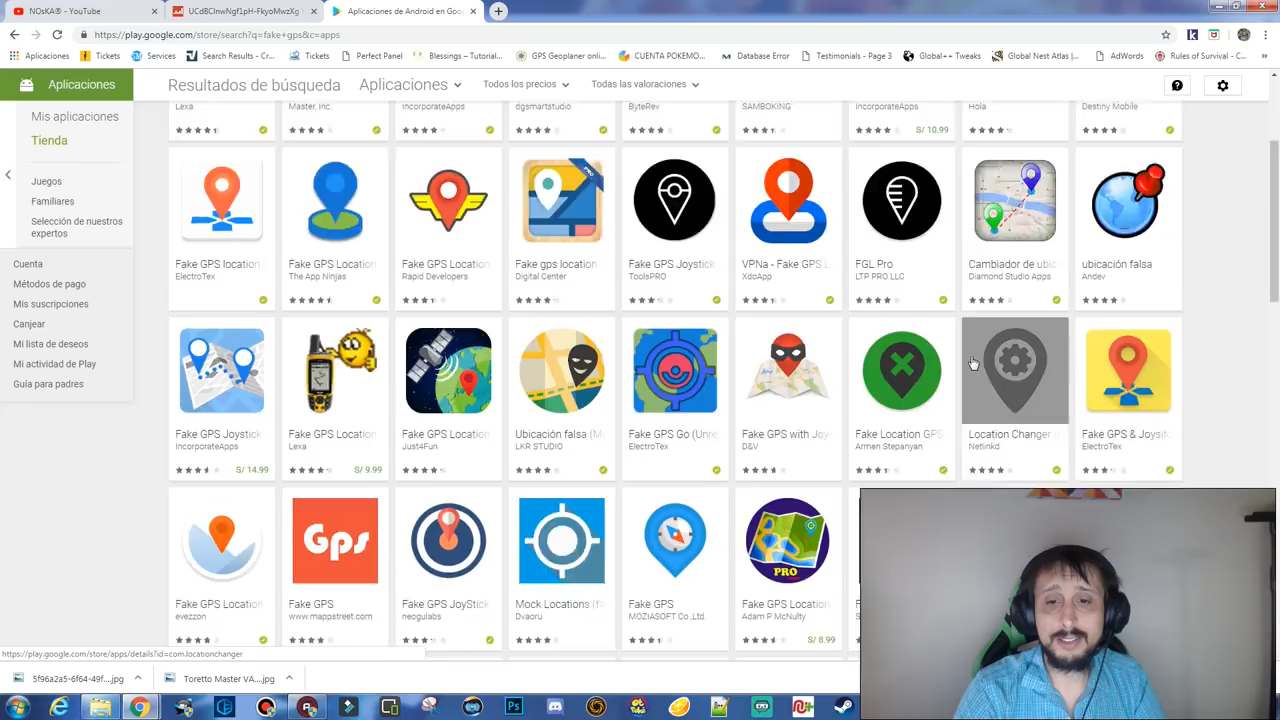 NOsKA® - YouTube
UCdBClnwNgf1pH-FkyoMwzXg
Aplicaciones de Android en Goo
https://play.google.com/store/search?q=fake+gps&c=apps
Aplicaciones
Tickets
Servicios
Search Results - Cro...
Tickets
Perfect Panel
Blessings – Tutorial...
GPS Geoplaner onli...
CUENTA POKEMO...
Database Error
Testimonials - Page 3
Global++ Tweaks
Global Nest Atlas |...
AdWords
Rules of Survival - C...
Aplicaciones
Resultados de búsqueda
Aplicaciones
Todos los precios
Todas las valoraciones
Mis aplicaciones
Tienda
Juegos
Familiares
Selección de nuestros
expertos
Cuenta
Métodos de pago
Mis suscripciones
Canjear
Mi lista de deseos
Mi actividad de Play
Guía para padres
Lexa
Master, Inc.
IncorporateApps
dgsmartstudio
ByteRev
SAMBOKING
IncorporateApps
Hola
Destiny Mobile
S/ 10.99
PRO
Fake GPS location
Fake GPS Location
Fake GPS Location
Fake gps location
Fake GPS Joystick
VPNa - Fake GPS L
FGL Pro
Cambiador de ubic
ubicación falsa
ElectroTex
The App Ninjas
Rapid Developers
Digital Center
ToolsPRO
XdoApp
LTP PRO LLC
Diamond Studio Apps
Andev
Fake GPS Joystick
Fake GPS Location
Fake GPS Location
Ubicación falsa (M
Fake GPS Go (Unre
Fake GPS with Joy
Fake Location GPS
Location Changer
Fake GPS & Joys
IncorporateApps
Lexa
Just4Fun
LKR STUDIO
ElectroTex
D&V
Armen Stepanyan
Netlinkd
ElectroTex
S/ 14.99
S/ 9.99
Gps
PRO
Fake GPS Location
Fake GPS
Fake GPS JoyStick
Mock Locations (fa
Fake GPS
Fake GPS Location
evezzon
www.mappstreet.com
neogulabs
Dvaoru
MOZIASOFT Co.,Ltd.
Adam P McNulty
S/ 8.99
https://play.google.com/store/apps/details?id=com.locationchanger
5f96a2a5-6f64-49f....jpg
Toretto Master VA....jpg
Ps